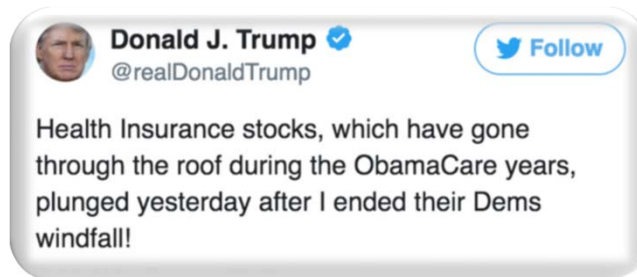 Donald J. Trump
Follow
@realDonaldTrump
Health Insurance stocks, which have gone
through the roof during the ObamaCare years,
plunged yesterday after I ended their Dems
windfall!